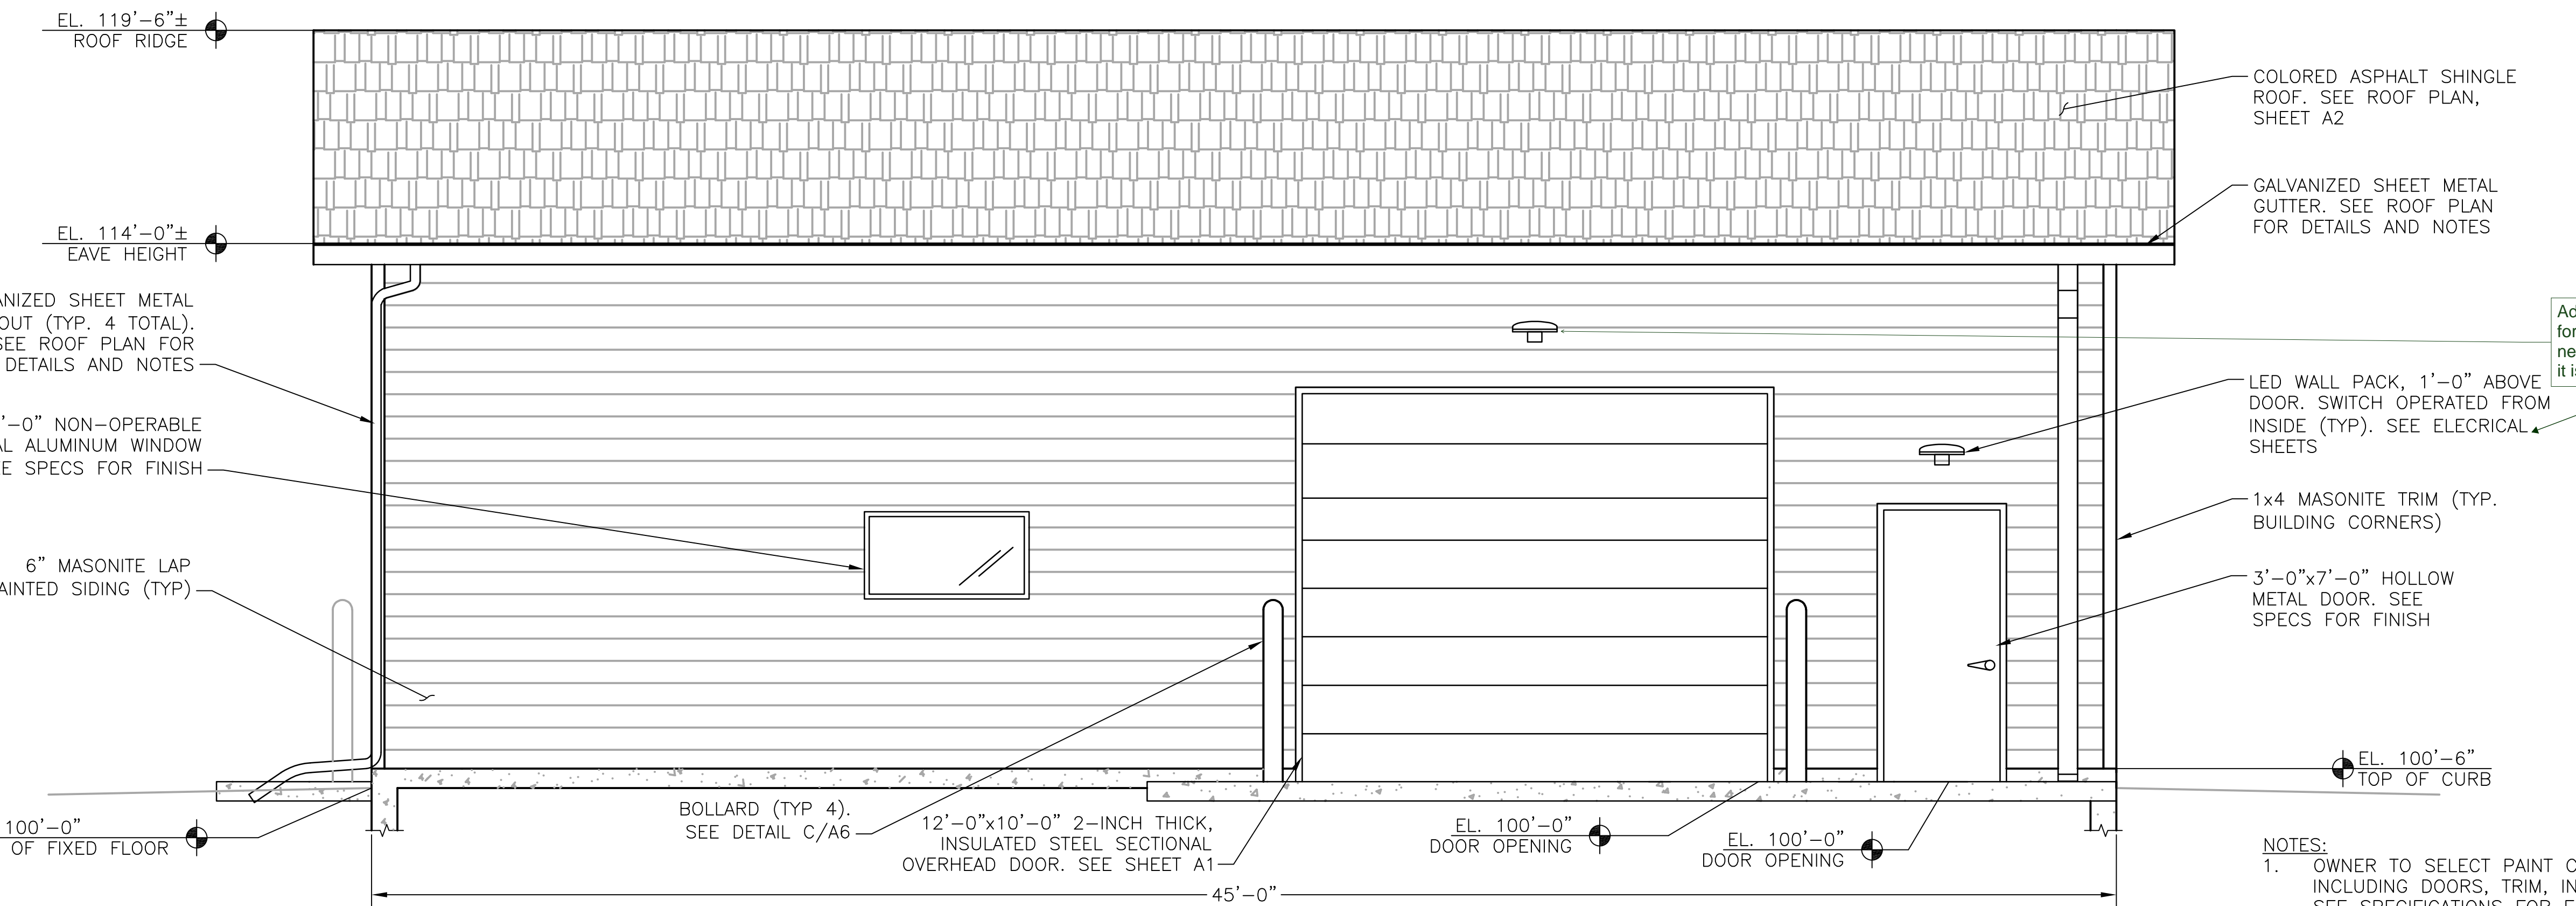 EL. 119'-6"±
ROOF RIDGE
EL. 114'-0"±
EAVE HEIGHT
SHEET METAL
(TYP. 4 TOTAL).
SEE ROOF PLAN FOR
DETAILS AND NOTES
NON-OPERABLE
ALUMINUM WINDOW
SPECS FOR FINISH
6" MASONITE LAP
SIDING (TYP)
100'-0"
OF FIXED FLOOR
BOLLARD (TYP 4).
SEE DETAIL C/A6
12'-0"x10'-0" 2-INCH THICK,
INSULATED STEEL SECTIONAL
OVERHEAD DOOR. SEE SHEET A1
45'-0"
EL. 100'-0"
DOOR OPENING
EL. 100'-0"
DOOR OPENING
COLORED ASPHALT SHINGLE
ROOF. SEE ROOF PLAN,
SHEET A2
GALVANIZED SHEET METAL
GUTTER. SEE ROOF PLAN
FOR DETAILS AND NOTES
LED WALL PACK, 1'-0" ABOVE
DOOR. SWITCH OPERATED FROM
INSIDE (TYP). SEE ELECRICAL
SHEETS
1x4 MASONITE TRIM (TYP.
BUILDING CORNERS)
3'-0"x7'-0" HOLLOW
METAL DOOR. SEE
SPECS FOR FINISH
EL. 100'-6"
TOP OF CURB
NOTES:
1. OWNER TO SELECT PAINT
INCLUDING DOORS, TRIM,